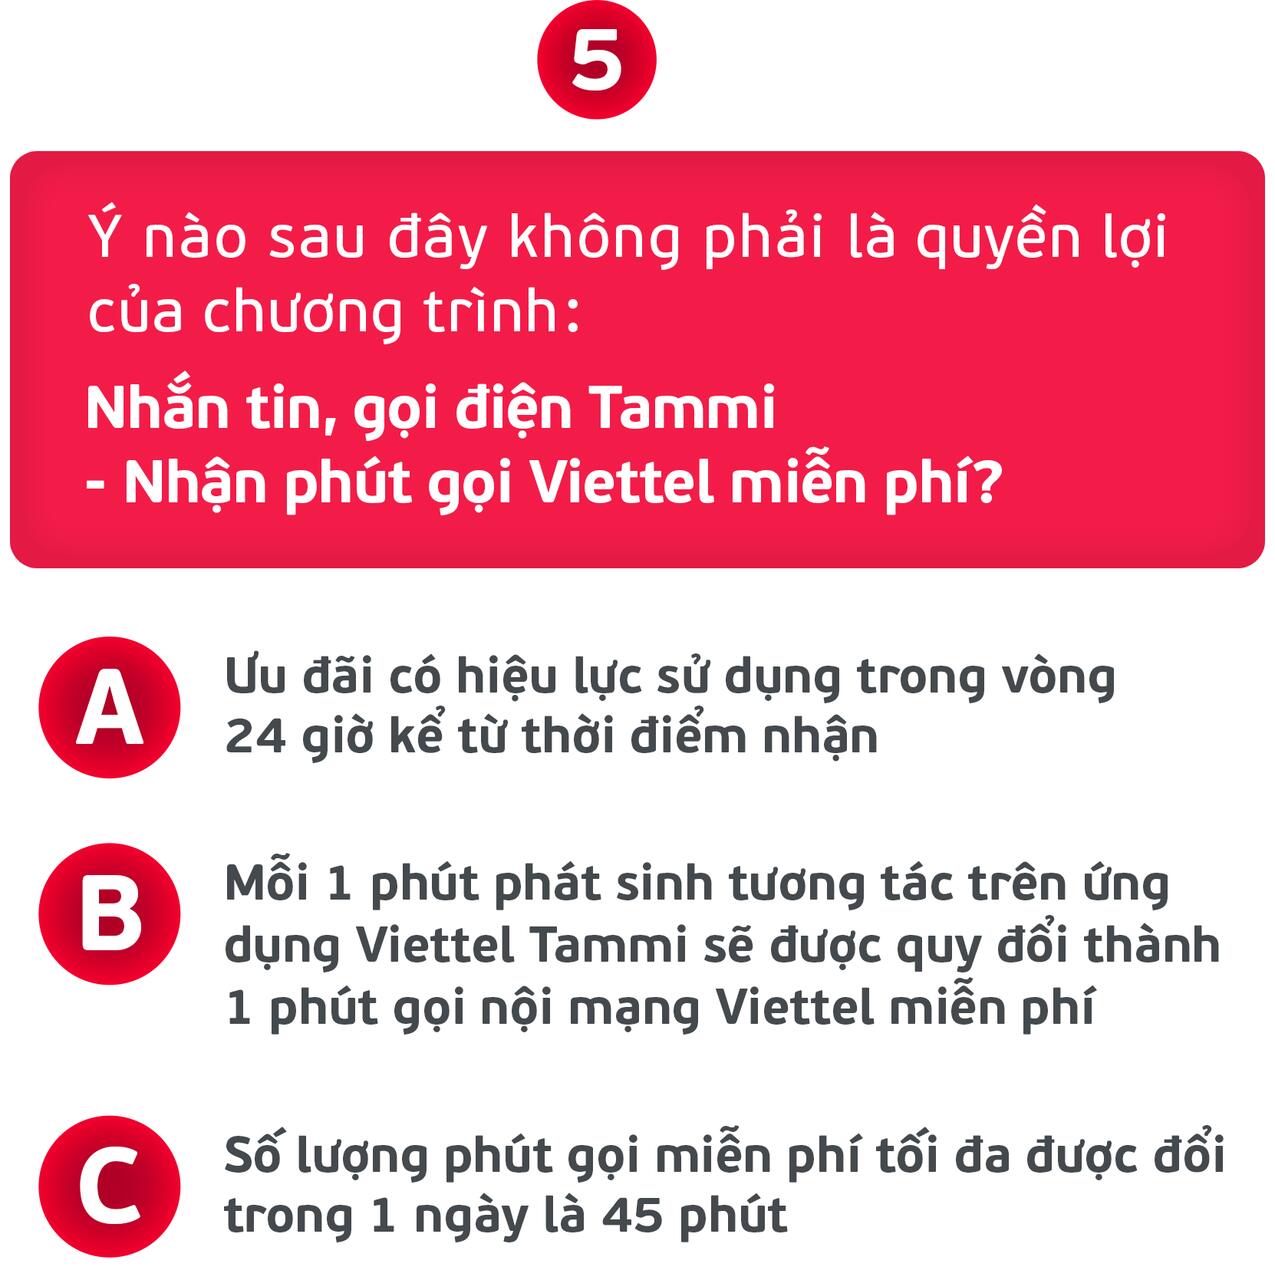 5
Ý nào sau đây không phải là quyền lợi
của chương trình:
Nhắn tin, gọi điện Tammi
- Nhận phút gọi Viettel miễn phí?
A
Ưu đãi có hiệu lực sử dụng trong vòng
24 giờ kể từ thời điểm nhận
B
Mỗi 1 phút phát sinh tương tác trên ứng
dụng Viettel Tammi sẽ được quy đổi thành
1 phút gọi nội mạng Viettel miễn phí
C
Số lượng phút gọi miễn phí tối đa được đổi
trong 1 ngày là 45 phút